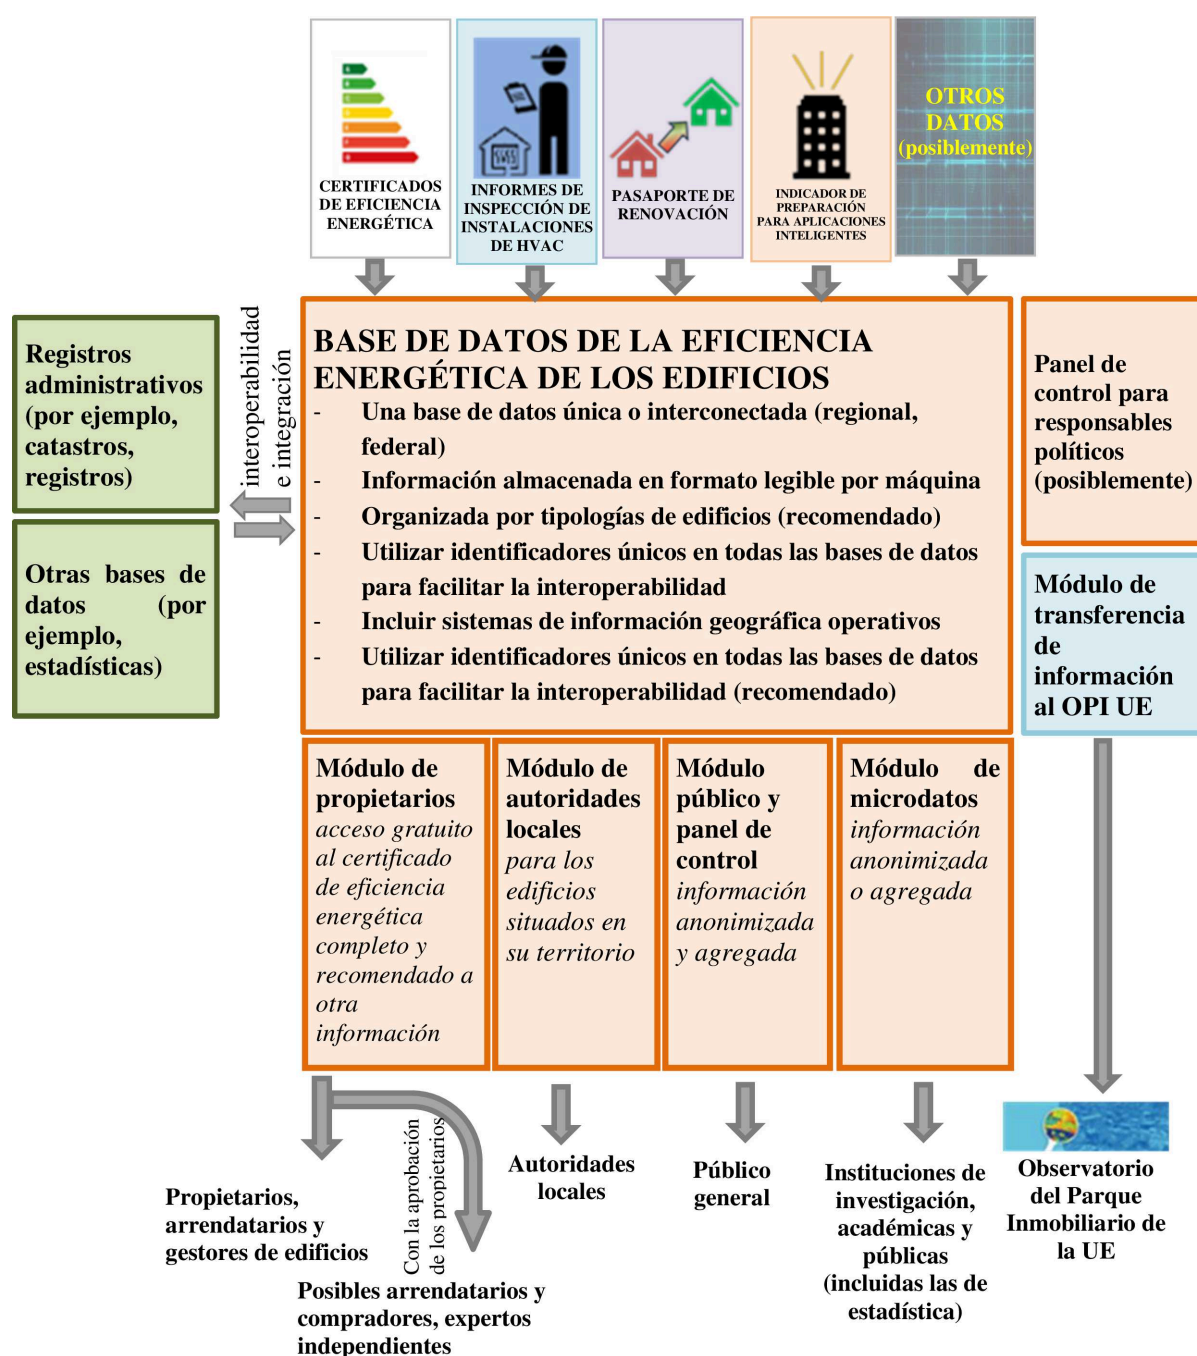 CERTIFICADOS
DE EFICIENCIA
ENERGÉTICA
INFORMES DE
INSPECCIÓN DE
INSTALACIONES
DE HVAC
PASAPORTE DE
RENOVACIÓN
INDICADOR DE
PREPARACIÓN
PARA APLICACIONES
INTELIGENTES
OTROS
DATOS
(posiblemente)
Registros
administrativos
(por ejemplo,
catastros,
registros)
Otras bases de
datos (por
ejemplo,
estadísticas)
interoperabilidad
e integración
BASE DE DATOS DE LA EFICIENCIA
ENERGÉTICA DE LOS EDIFICIOS
- Una base de datos única o interconectada (regional,
federal)
- Información almacenada en formato legible por máquina
- Organizada por tipologías de edificios (recomendado)
- Utilizar identificadores únicos en todas las bases de datos
para facilitar la interoperabilidad
- Incluir sistemas de información geográfica operativos
- Utilizar identificadores únicos en todas las bases de datos
para facilitar la interoperabilidad (recomendado)
Panel de
control para
responsables
políticos
(posiblemente)
Módulo de
transferencia
de
información
al OPI UE
Módulo de
propietarios
acceso gratuito
al certificado
de eficiencia
energética
completo y
recomendado a
otra
información
Módulo de
autoridades
locales
para los
edificios
situados en
su territorio
Módulo
público y
panel de
control
información
anonimizada
y agregada
Módulo de
microdatos
información
anonimizada
o agregada
Propietarios,
arrendatarios y
gestores de edificios
Con la aprobación
de los propietarios
Posibles arrendatarios y
compradores, expertos
independientes
Autoridades
locales
Público
general
Instituciones de
investigación,
académicas y
públicas
(incluidas las de
estadística)
Observatorio
del Parque
Inmobiliario de
la UE